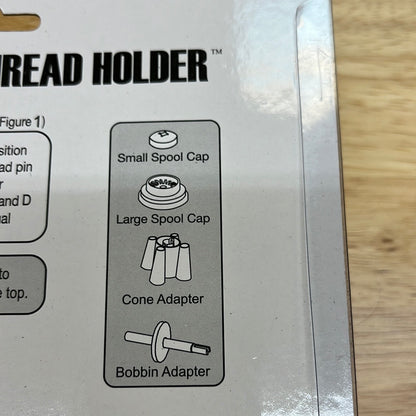 READ HOLDER™
Figure 1)
sition
ad pin
r
and D
ual
to
e top.
Small Spool Cap
Large Spool Cap
Cone Adapter
Bobbin Adapter